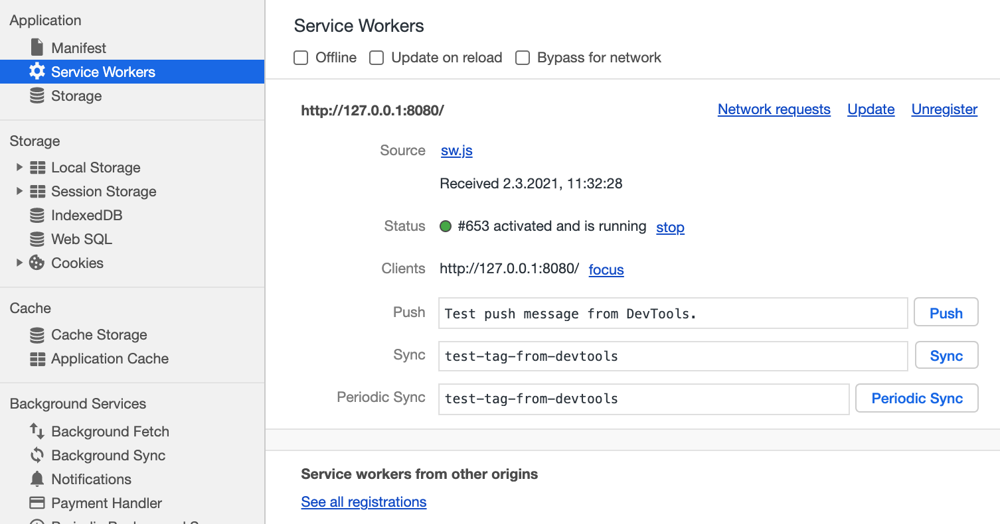 Application
Manifest
Service Workers
Storage
Storage
Local Storage
Session Storage
IndexedDB
Web SQL
Cookies
Cache
Cache Storage
Application Cache
Background Services
Background Fetch
Background Sync
Notifications
Payment Handler
Service Workers
Offline Update on reload Bypass for network
http://127.0.0.1:8080/ Network requests Update Unregister
Source sw.js
Received 2.3.2021, 11:32:28
Status #653 activated and is running stop
Clients http://127.0.0.1:8080/ focus
Push Test push message from DevTools. Push
Sync test-tag-from-devtools Sync
Periodic Sync test-tag-from-devtools Periodic Sync
Service workers from other origins
See all registrations